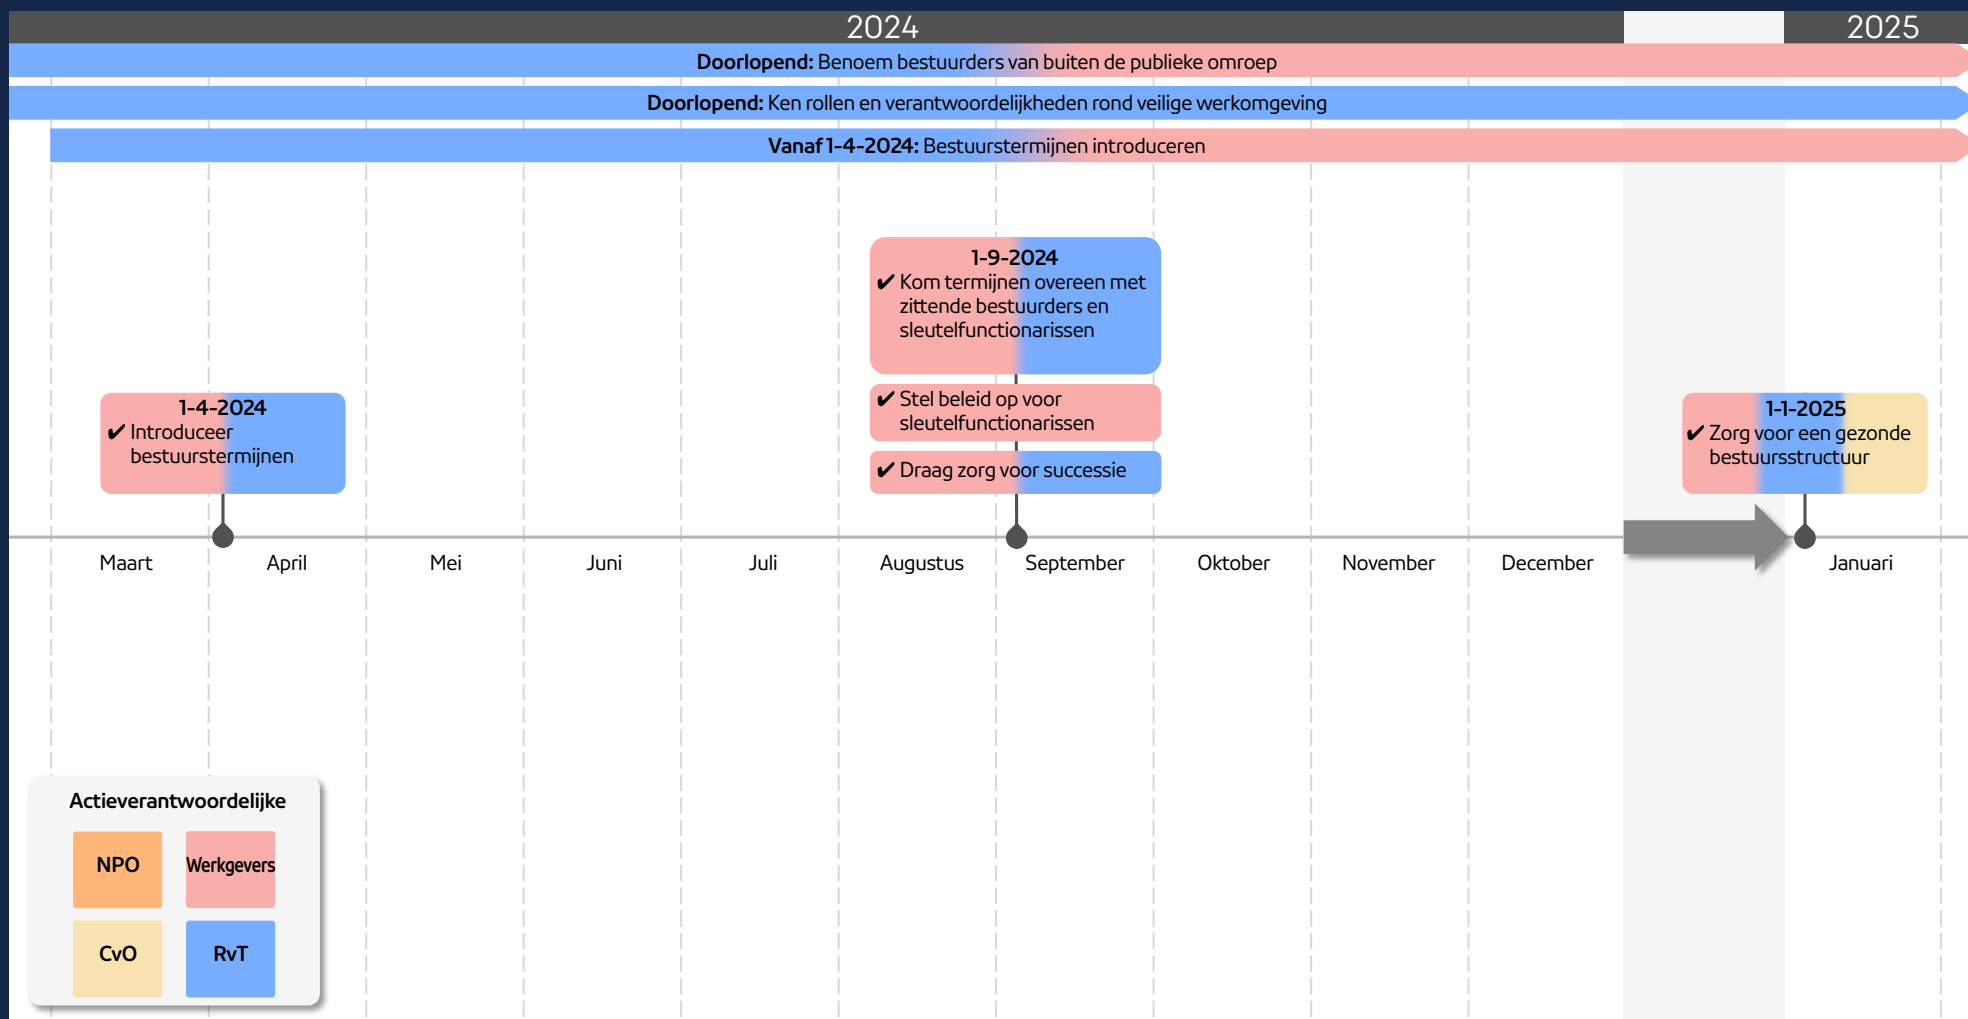 2024
2025
Doorlopend: Benoem bestuurders van buiten de publieke omroep
Doorlopend: Ken rollen en verantwoordelijkheden rond veilige werkomgeving
Vanaf 1-4-2024: Bestuurstermijnen introduceren
1-4-2024
✔ Introduceer
bestuurstermijnen
1-9-2024
✔ Kom termijnen overeen met
zittende bestuurders en
sleutelfunctionarissen
✔ Stel beleid op voor
sleutelfunctionarissen
✔ Draag zorg voor successie
1-1-2025
✔ Zorg voor een gezonde
bestuursstructuur
Maart
April
Mei
Juni
Juli
Augustus
September
Oktober
November
December
Januari
Actieverantwoordelijke
NPO
Werkgevers
CvO
RvT